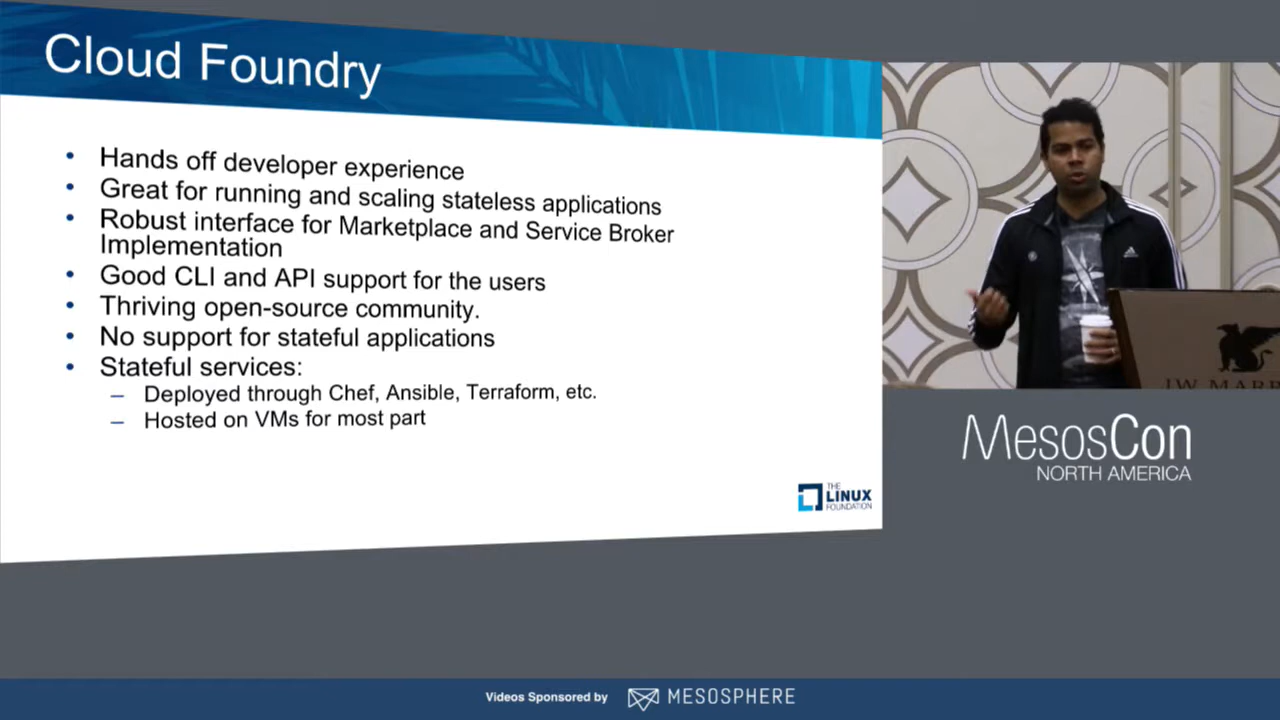 Cloud Foundry
• Hands off developer experience
• Great for running and scaling stateless applications
• Robust interface for Marketplace and Service Broker
Implementation
• Good CLI and API support for the users
• Thriving open-source community.
• No support for stateful applications
• Stateful services:
– Deployed through Chef, Ansible, Terraform, etc.
– Hosted on VMs for most part
THE
LINUX
FOUNDATION
JW MARR
MesosCon
NORTH AMERICA
Videos Sponsored by MESOSPHERE